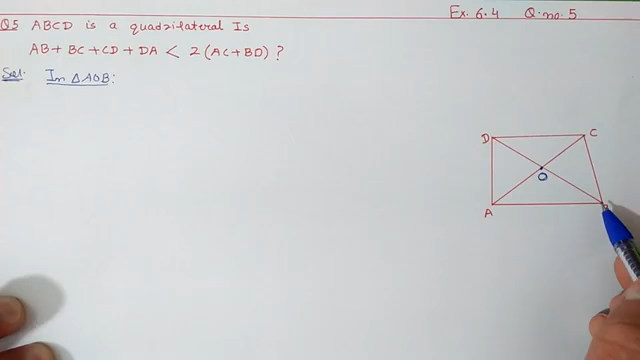 Ex. 6.4 Q. no. 5
Q5 ABCD is a quadrilateral Is
AB + BC + CD + DA < 2 (AC + BD) ?
Sol. In △AOB:
D C
O
A